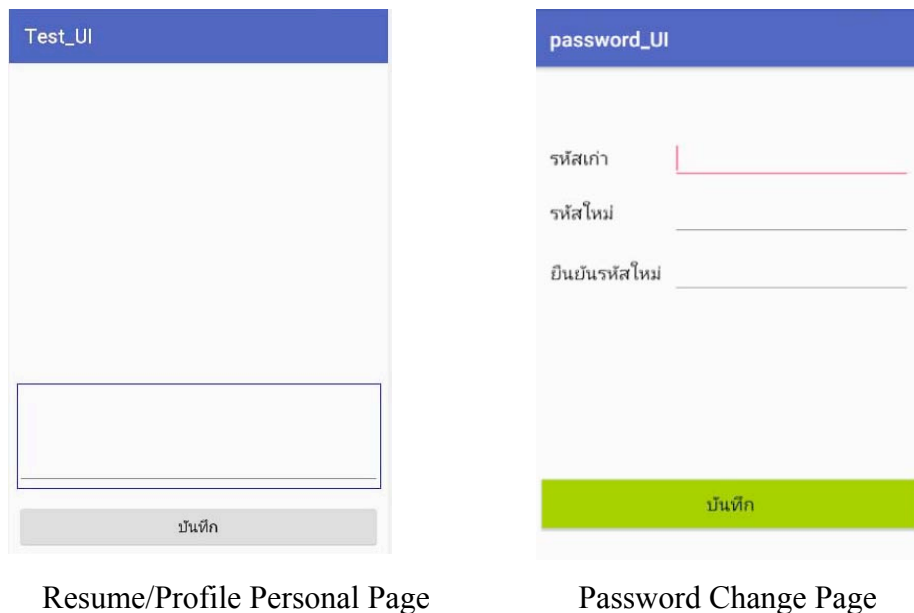 Test_UI
บันทึก
Resume/Profile Personal Page
password_UI
รหัสเก่า
รหัสใหม่
ยืนยันรหัสใหม่
บันทึก
Password Change Page